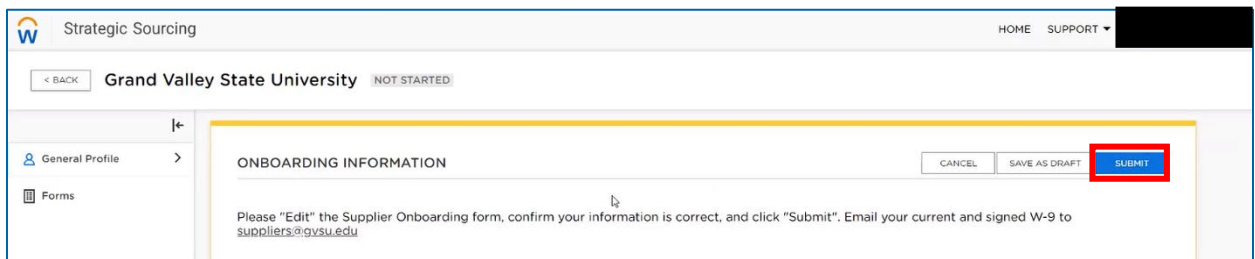 Strategic Sourcing
HOME SUPPORT
< BACK Grand Valley State University NOT STARTED
General Profile
ONBOARDING INFORMATION
CANCEL SAVE AS DRAFT SUBMIT
Forms
Please "Edit" the Supplier Onboarding form, confirm your information is correct, and click "Submit". Email your current and signed W-9 to
suppliers@gvsu.edu